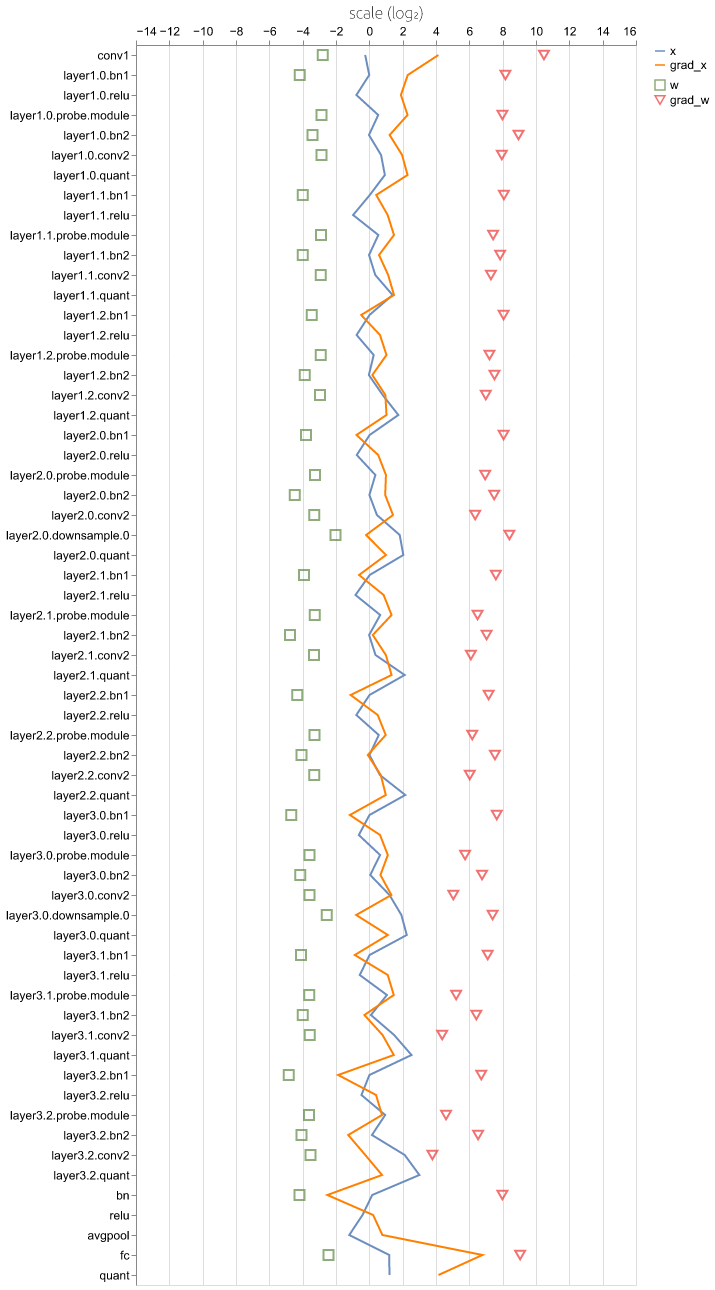 scale (log₂)
−14 −12 −10 −8 −6 −4 −2 0 2 4 6 8 10 12 14 16
conv1
layer1.0.bn1
layer1.0.relu
layer1.0.probe.module
layer1.0.bn2
layer1.0.conv2
layer1.0.quant
layer1.1.bn1
layer1.1.relu
layer1.1.probe.module
layer1.1.bn2
layer1.1.conv2
layer1.1.quant
layer1.2.bn1
layer1.2.relu
layer1.2.probe.module
layer1.2.bn2
layer1.2.conv2
layer1.2.quant
layer2.0.bn1
layer2.0.relu
layer2.0.probe.module
layer2.0.bn2
layer2.0.conv2
layer2.0.downsample.0
layer2.0.quant
layer2.1.bn1
layer2.1.relu
layer2.1.probe.module
layer2.1.bn2
layer2.1.conv2
layer2.1.quant
layer2.2.bn1
layer2.2.relu
layer2.2.probe.module
layer2.2.bn2
layer2.2.conv2
layer2.2.quant
layer3.0.bn1
layer3.0.relu
layer3.0.probe.module
layer3.0.bn2
layer3.0.conv2
layer3.0.downsample.0
layer3.0.quant
layer3.1.bn1
layer3.1.relu
layer3.1.probe.module
layer3.1.bn2
layer3.1.conv2
layer3.1.quant
layer3.2.bn1
layer3.2.relu
layer3.2.probe.module
layer3.2.bn2
layer3.2.conv2
layer3.2.quant
bn
relu
avgpool
fc
quant
x
grad_x
w
grad_w